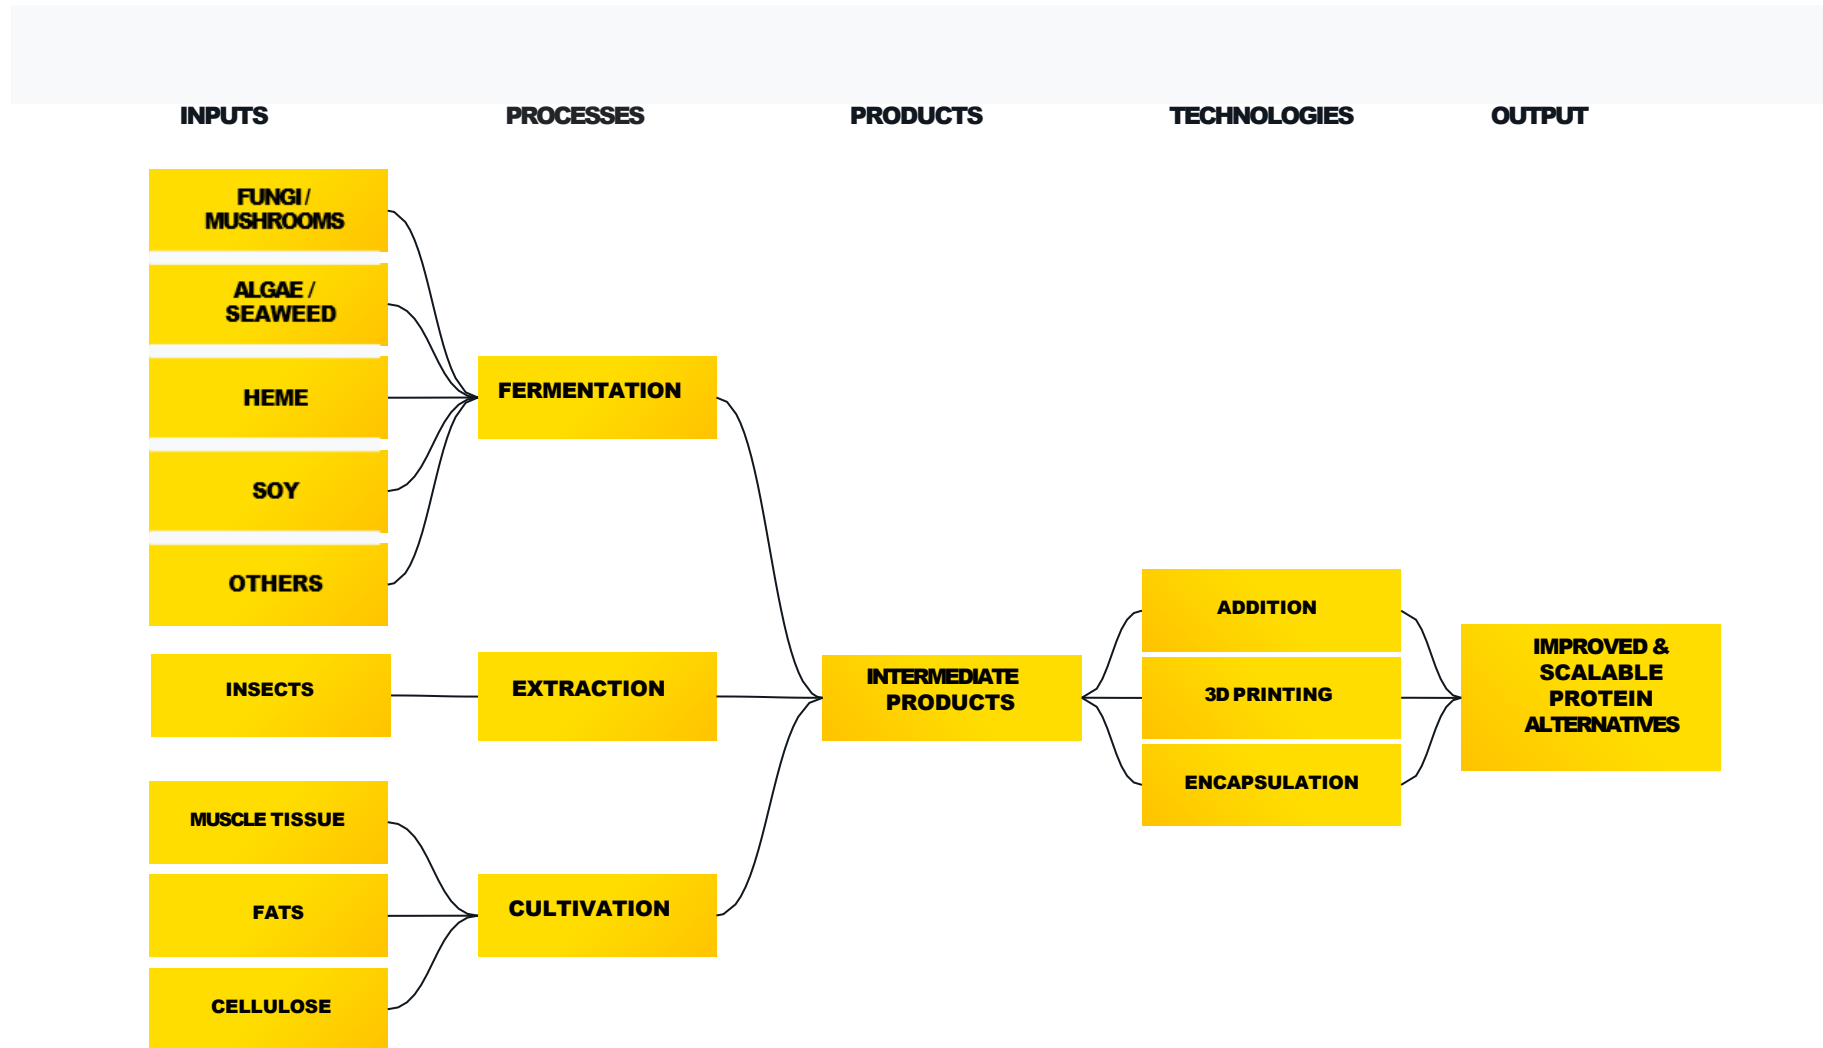 INPUTS
PROCESSES
PRODUCTS
TECHNOLOGIES
OUTPUT
FUNGI /
MUSHROOMS
ALGAE /
SEAWEED
HEME
SOY
OTHERS
INSECTS
MUSCLE TISSUE
FATS
CELLULOSE
FERMENTATION
EXTRACTION
CULTIVATION
INTERMEDIATE
PRODUCTS
ADDITION
3D PRINTING
ENCAPSULATION
IMPROVED &
SCALABLE
PROTEIN
ALTERNATIVES